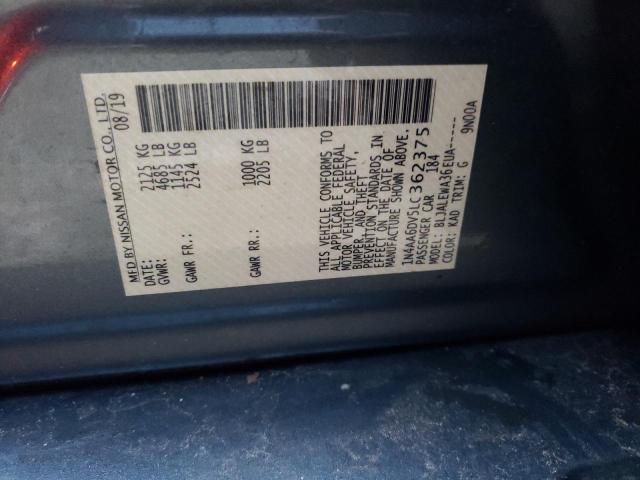 MFD BY NISSAN MOTOR CO., LTD.
DATE: 08/19
GVWR: 2125 KG
4685 LB
GAWR FR: 1145 KG
2524 LB
GAWR RR: 1000 KG
2205 LB
THIS VEHICLE CONFORMS TO
ALL APPLICABLE FEDERAL
MOTOR VEHICLE SAFETY,
BUMPER, AND THEFT
PREVENTION STANDARDS IN
EFFECT ON THE DATE OF
MANUFACTURE SHOWN ABOVE.
1N4AA6DV5LC362375
PASSENGER CAR 184
MODEL: BLJALEWA36EUA-----
COLOR: KAD TRIM: G 9N00A